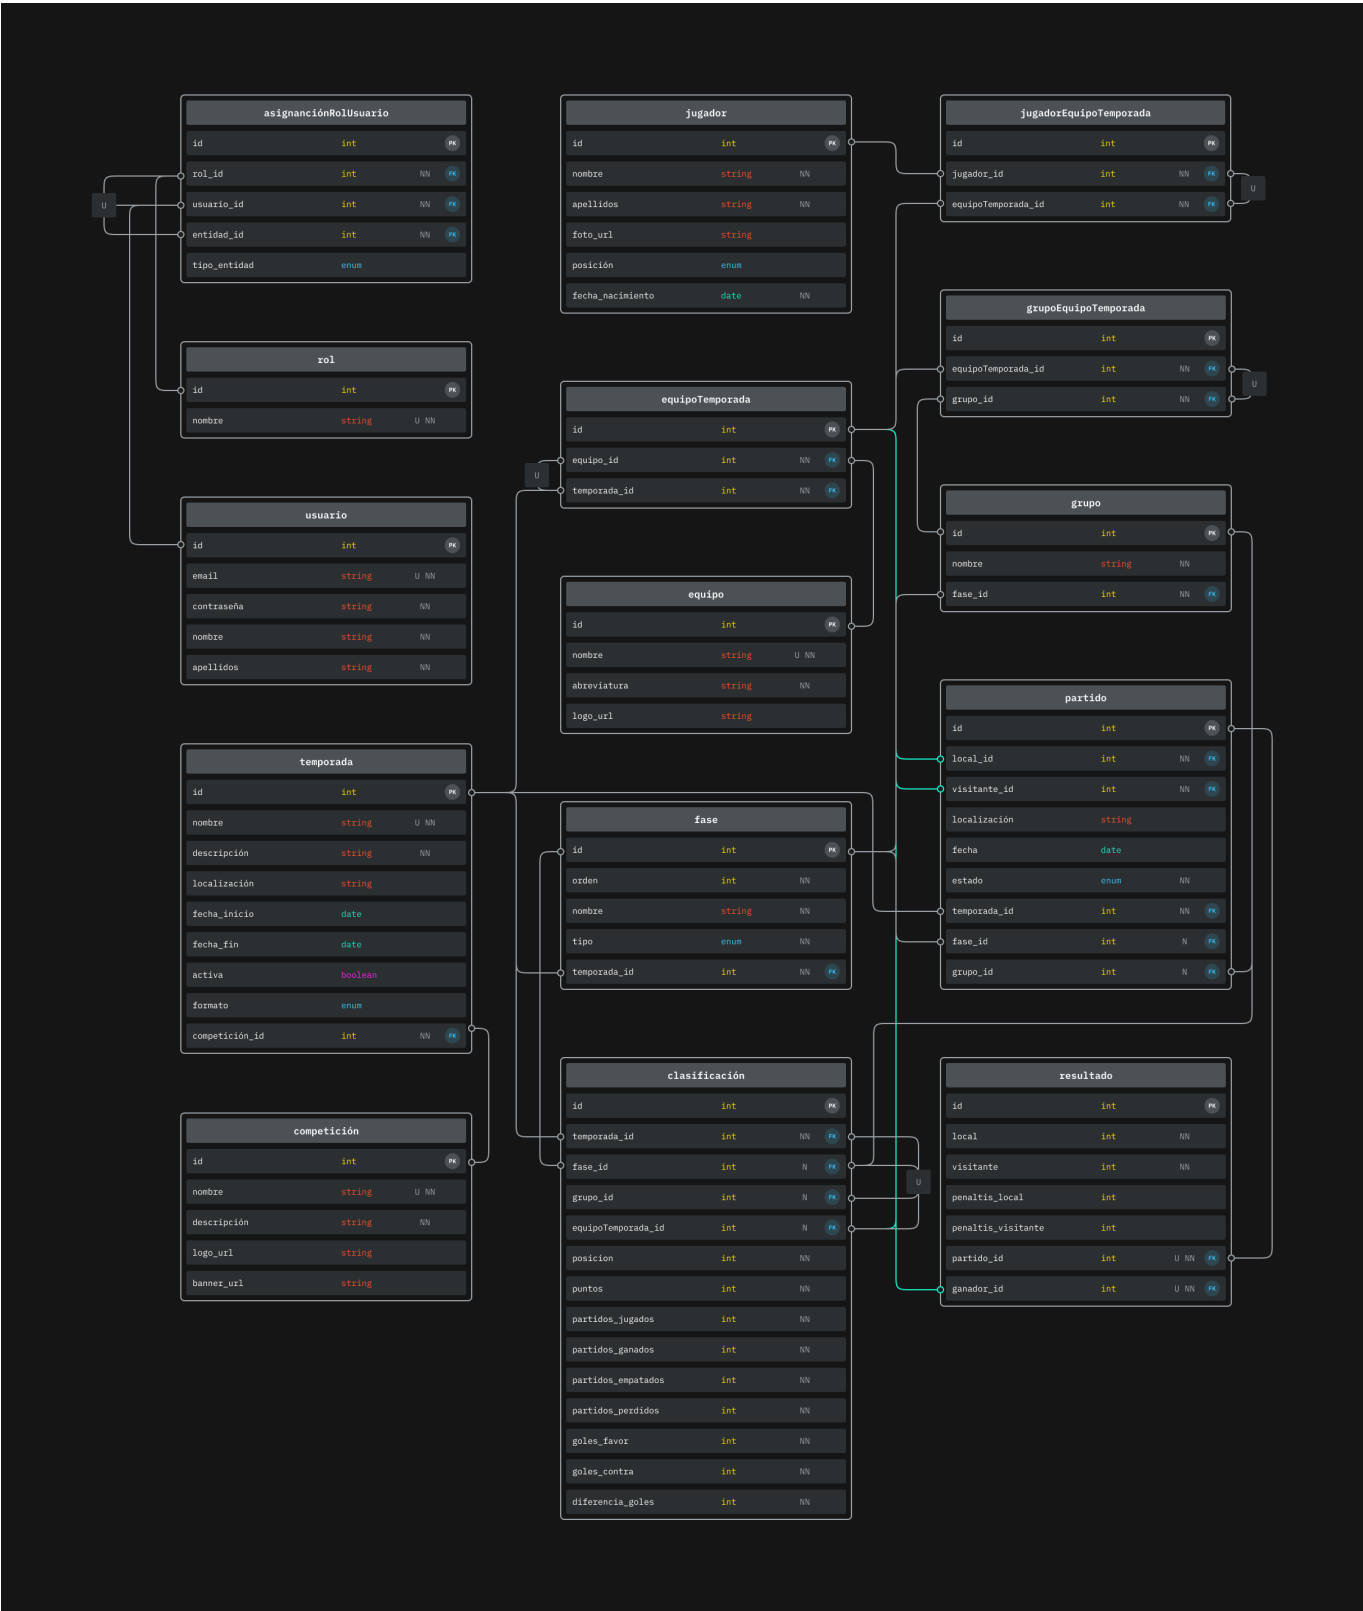 asignanciónRolUsuario
id int PK
rol_id int NN FK
usuario_id int NN FK
entidad_id int NN FK
tipo_entidad enum
U
rol
id int PK
nombre string U NN
usuario
id int PK
email string U NN
contraseña string NN
nombre string NN
apellidos string NN
temporada
id int PK
nombre string U NN
descripción string NN
localización string
fecha_inicio date
fecha_fin date
activa boolean
formato enum
competición_id int NN FK
competición
id int PK
nombre string U NN
descripción string NN
logo_url string
banner_url string
jugador
id int PK
nombre string NN
apellidos string NN
foto_url string
posición enum
fecha_nacimiento date NN
equipoTemporada
id int PK
equipo_id int NN FK
temporada_id int NN FK
U
equipo
id int PK
nombre string U NN
abreviatura string NN
logo_url string
fase
id int PK
orden int NN
nombre string NN
tipo enum NN
temporada_id int NN FK
clasificación
id int PK
temporada_id int NN FK
fase_id int N FK
grupo_id int N FK
equipoTemporada_id int N FK
U
posicion int NN
puntos int NN
partidos_jugados int NN
partidos_ganados int NN
partidos_empatados int NN
partidos_perdidos int NN
goles_favor int NN
goles_contra int NN
diferencia_goles int NN
jugadorEquipoTemporada
id int PK
jugador_id int NN FK
equipoTemporada_id int NN FK
U
grupoEquipoTemporada
id int PK
equipoTemporada_id int NN FK
grupo_id int NN FK
U
grupo
id int PK
nombre string NN
fase_id int NN FK
partido
id int PK
local_id int NN FK
visitante_id int NN FK
localización string
fecha date
estado enum NN
temporada_id int NN FK
fase_id int N FK
grupo_id int N FK
resultado
id int PK
local int NN
visitante int NN
penaltis_local int
penaltis_visitante int
partido_id int U NN FK
ganador_id int U NN FK